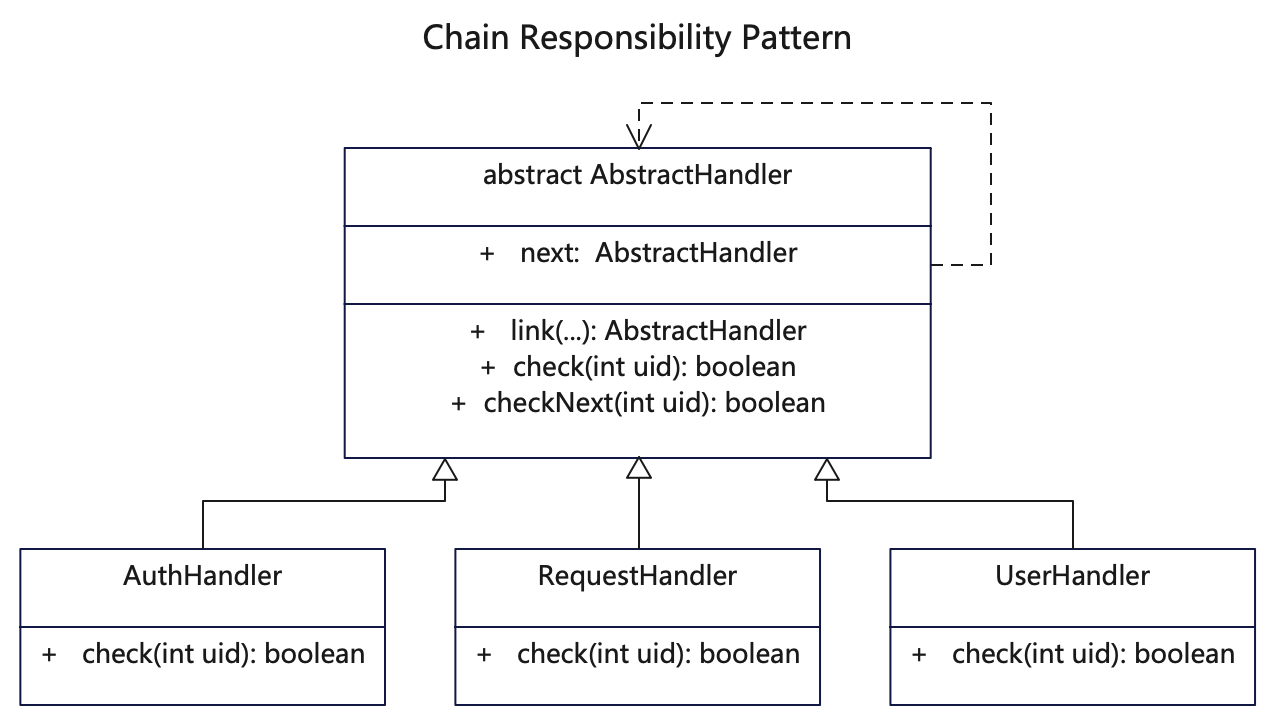 Chain Responsibility Pattern
abstract AbstractHandler
+ next: AbstractHandler
+ link(...): AbstractHandler
+ check(int uid): boolean
+ checkNext(int uid): boolean
AuthHandler
+ check(int uid): boolean
RequestHandler
+ check(int uid): boolean
UserHandler
+ check(int uid): boolean